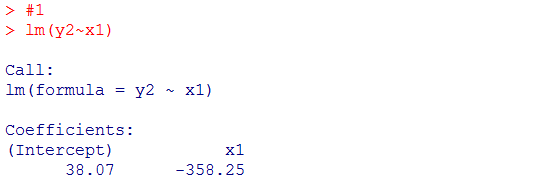 > #1
> lm(y2~x1)
Call:
lm(formula = y2 ~ x1)
Coefficients:
(Intercept)           x1
      38.07      -358.25